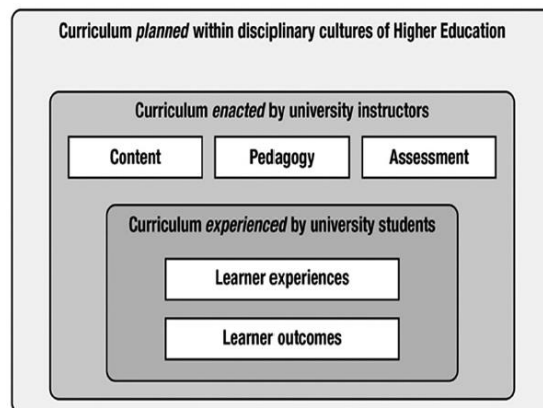 Curriculum planned within disciplinary cultures of Higher Education
Curriculum enacted by university instructors
Content
Pedagogy
Assessment
Curriculum experienced by university students
Learner experiences
Learner outcomes